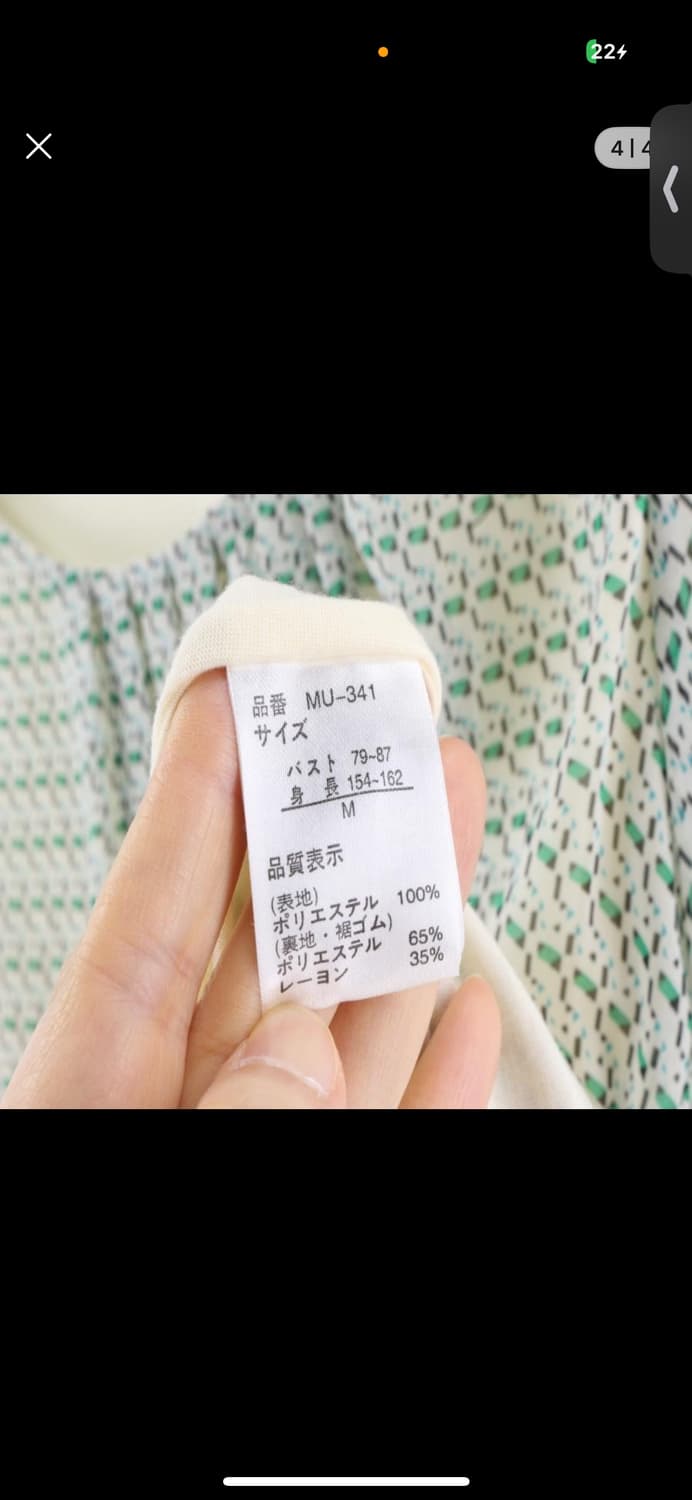 22
4|4
品番 MU-341
サイズ
バスト 79~87
身 長 154~162
M
品質表示
(表地)
ポリエステル 100%
(裏地・裾ゴム)
ポリエステル 65%
レーヨン 35%